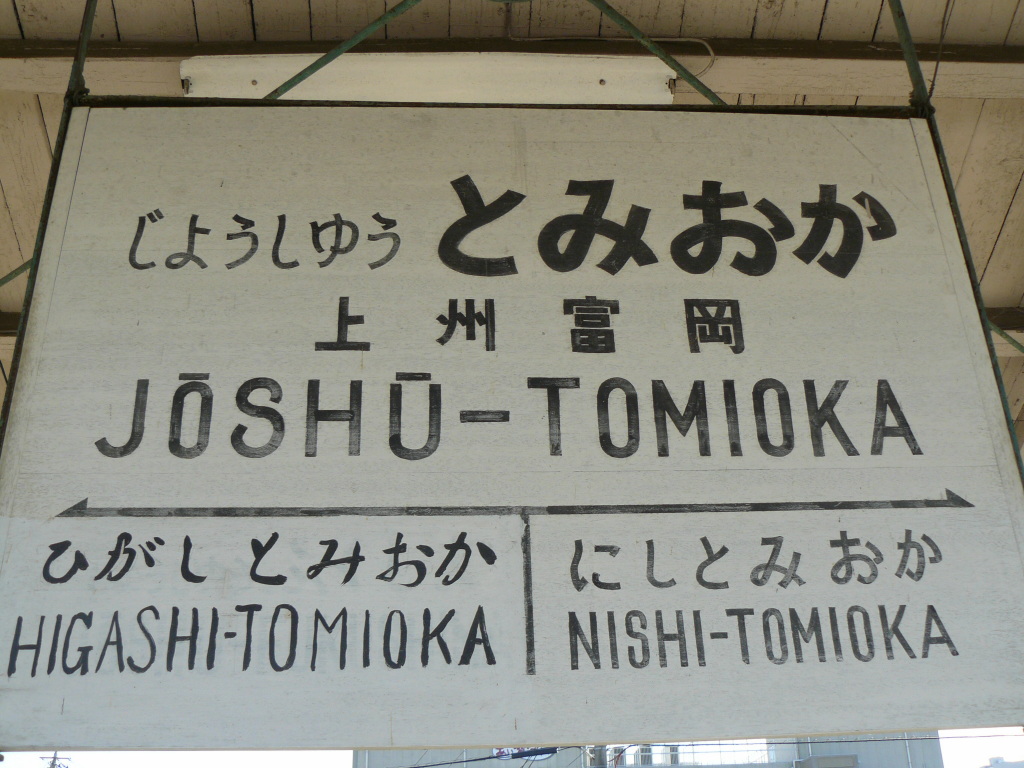 じようしゆう とみおか
上州富岡
JŌSHŪ-TOMIOKA
ひがしとみおか
HIGASHI-TOMIOKA
にしとみおか
NISHI-TOMIOKA